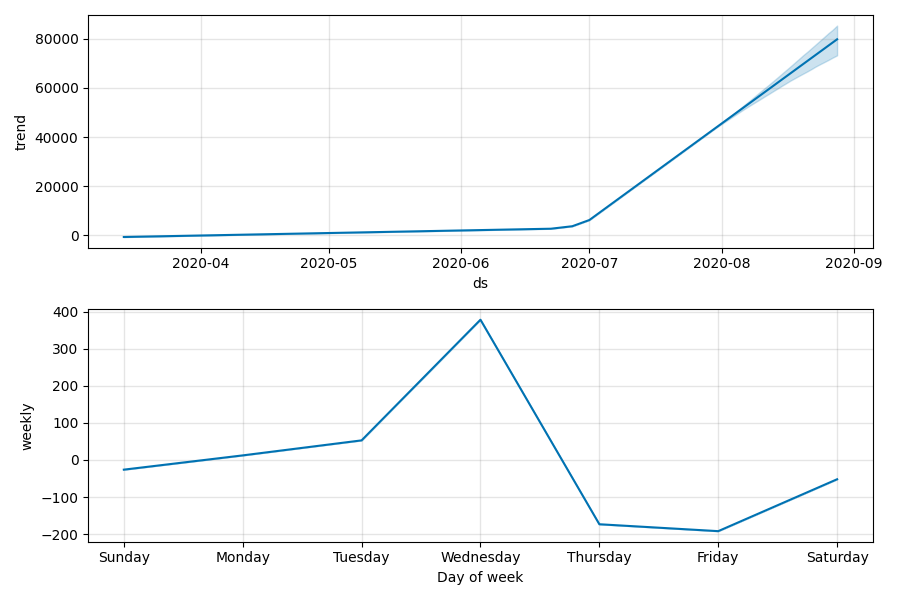 80000
60000
40000
20000
0
trend
2020-04 2020-05 2020-06 2020-07 2020-08 2020-09
ds
400
300
200
100
0
−100
−200
weekly
Sunday Monday Tuesday Wednesday Thursday Friday Saturday
Day of week